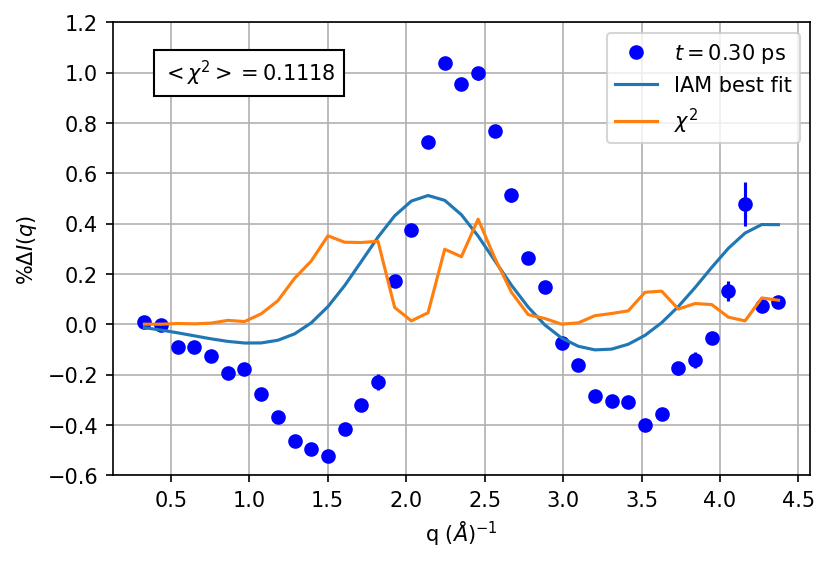 1.2
1.0
0.8
0.6
0.4
0.2
0.0
−0.2
−0.4
−0.6
%ΔI(q)
< χ² > = 0.1118
t = 0.30 ps
IAM best fit
χ²
0.5 1.0 1.5 2.0 2.5 3.0 3.5 4.0 4.5
q (Å)⁻¹